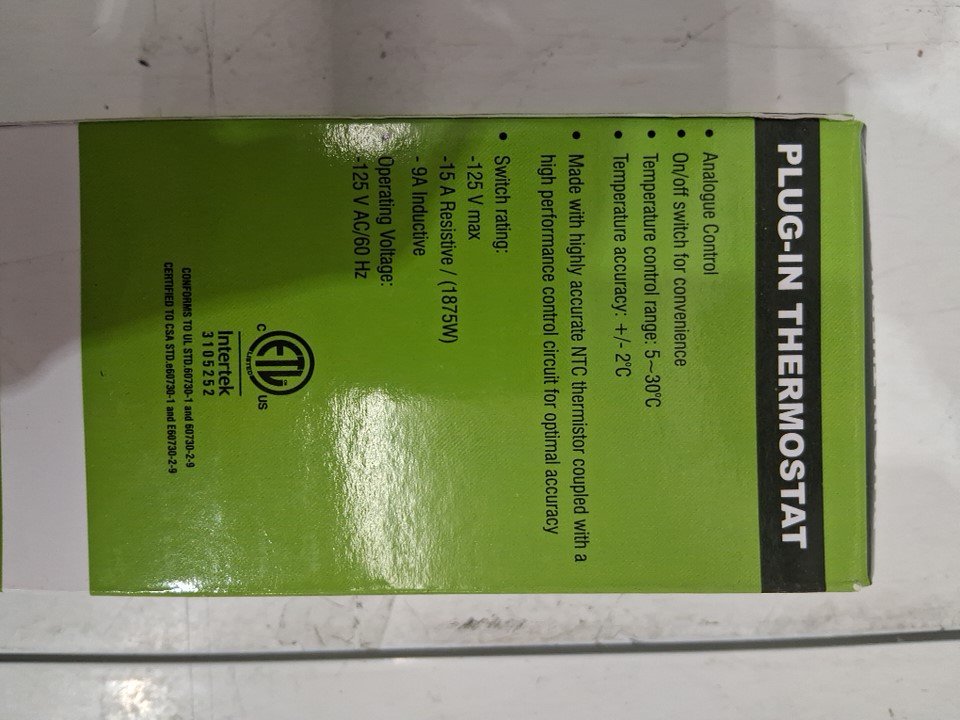 PLUG-IN THERMOSTAT
• Analogue Control
• On/off switch for convenience
• Temperature control range: 5~30°C
• Temperature accuracy: +/- 2°C
• Made with highly accurate NTC thermistor coupled with a
high performance control circuit for optimal accuracy
• Switch rating:
-125 V max
-15 A Resistive / (1875W)
- 9A Inductive
Operating Voltage:
-125 V AC/60 Hz
ETL
LISTED
C US
Intertek
3105252
CONFORMS TO UL STD.60730-1 and 60730-2-9
CERTIFIED TO CSA STD.e60730-1 and E60730-2-9